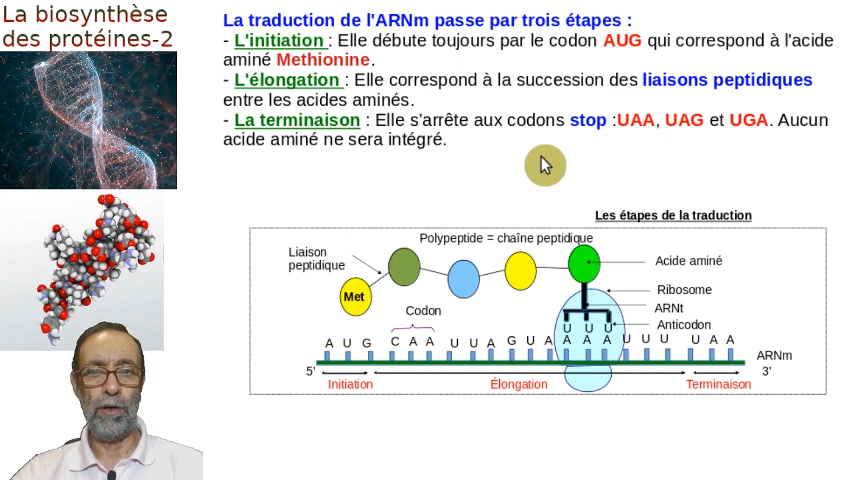 La biosynthèse
des protéines-2
La traduction de l'ARNm passe par trois étapes :
- L'initiation : Elle débute toujours par le codon AUG qui correspond à l'acide
aminé Methionine.
- L'élongation : Elle correspond à la succession des liaisons peptidiques
entre les acides aminés.
- La terminaison : Elle s'arrête aux codons stop :UAA, UAG et UGA. Aucun
acide aminé ne sera intégré.
Les étapes de la traduction
Polypeptide = chaîne peptidique
Liaison
peptidique
Acide aminé
Met
Ribosome
ARNt
Codon
Anticodon
U U U
A U G C A A U U A G U A A A A U U U U A A
ARNm
5' 3'
Initiation Élongation Terminaison